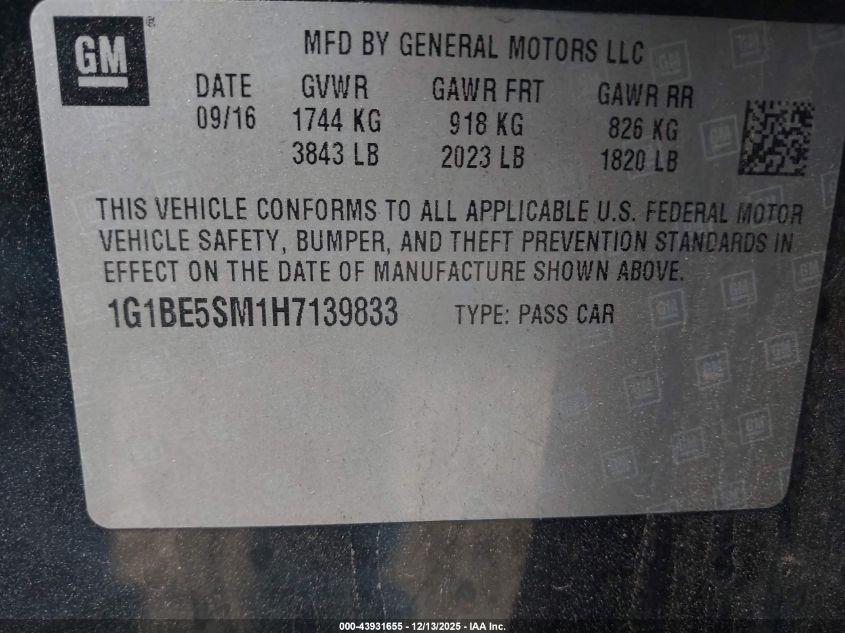 GM
MFD BY GENERAL MOTORS LLC
DATE GVWR GAWR FRT GAWR RR
09/16 1744 KG 918 KG 826 KG
3843 LB 2023 LB 1820 LB
THIS VEHICLE CONFORMS TO ALL APPLICABLE U.S. FEDERAL MOTOR
VEHICLE SAFETY, BUMPER, AND THEFT PREVENTION STANDARDS IN
EFFECT ON THE DATE OF MANUFACTURE SHOWN ABOVE.
1G1BE5SM1H7139833 TYPE: PASS CAR
000-43931655 - 12/13/2025 - IAA Inc.